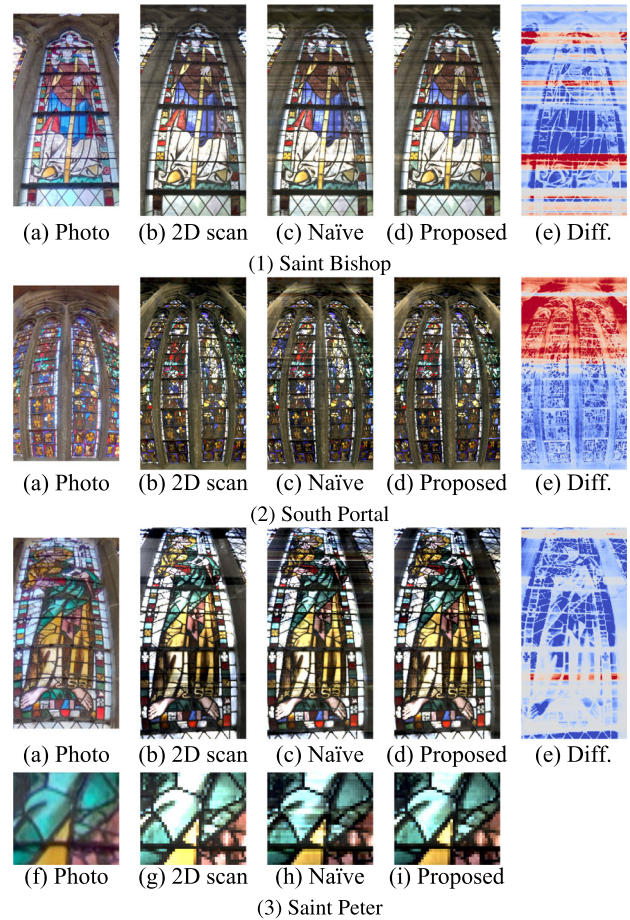 (a) Photo (b) 2D scan (c) Naïve (d) Proposed (e) Diff.
(1) Saint Bishop
(a) Photo (b) 2D scan (c) Naïve (d) Proposed (e) Diff.
(2) South Portal
(a) Photo (b) 2D scan (c) Naïve (d) Proposed (e) Diff.
(f) Photo (g) 2D scan (h) Naïve (i) Proposed
(3) Saint Peter